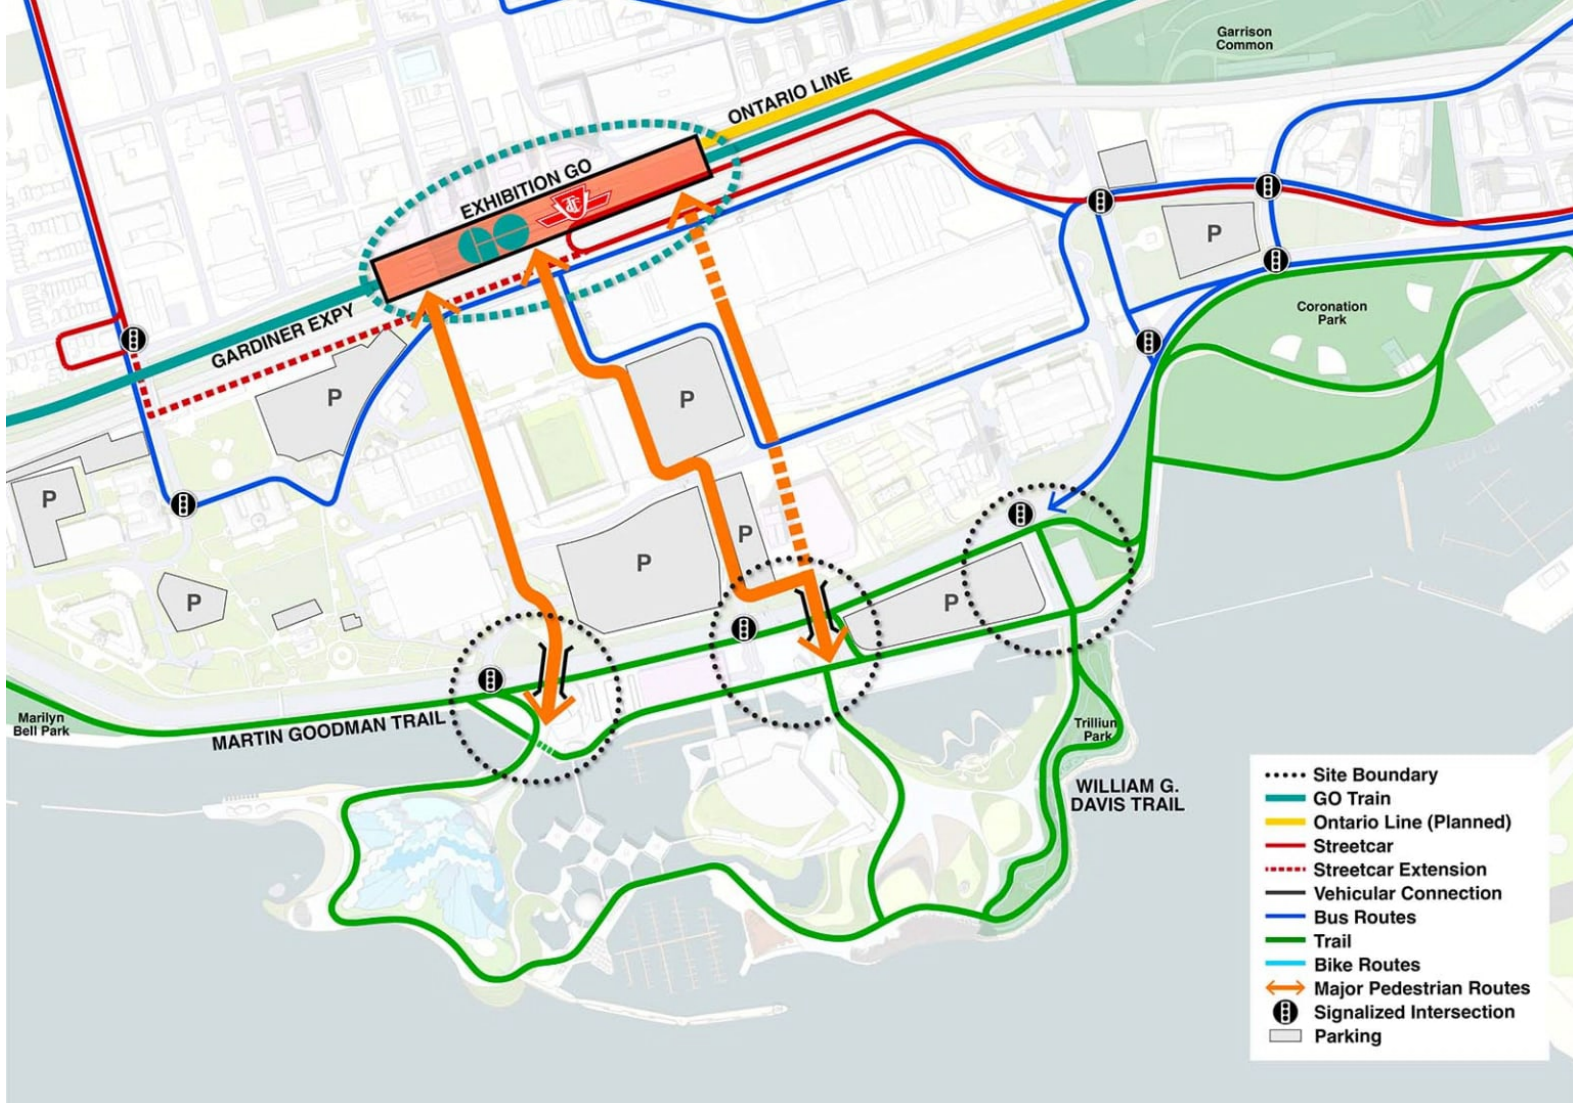 Garrison
Common
ONTARIO LINE
EXHIBITION GO
GARDINER EXPY
P
Coronation
Park
P
P
P
P
P
P
P
P
Marilyn
Bell Park
MARTIN GOODMAN TRAIL
Trilliun
Park
WILLIAM G.
DAVIS TRAIL
Site Boundary
GO Train
Ontario Line (Planned)
Streetcar
Streetcar Extension
Vehicular Connection
Bus Routes
Trail
Bike Routes
Major Pedestrian Routes
Signalized Intersection
Parking